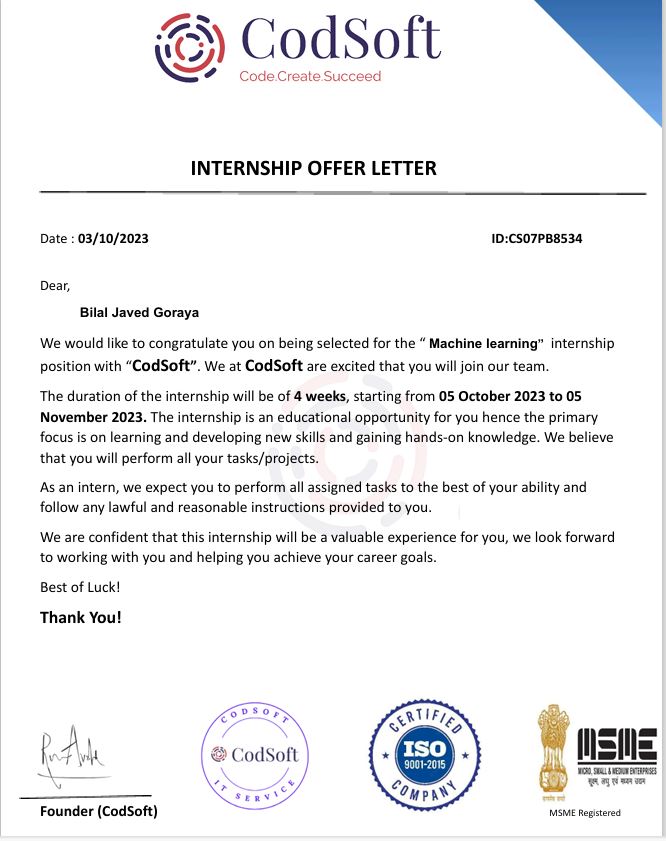 CodSoft
Code.Create.Succeed
INTERNSHIP OFFER LETTER
Date : 03/10/2023 ID:CS07PB8534
Dear,
Bilal Javed Goraya
We would like to congratulate you on being selected for the “ Machine learning” internship
position with “CodSoft”. We at CodSoft are excited that you will join our team.
The duration of the internship will be of 4 weeks, starting from 05 October 2023 to 05
November 2023. The internship is an educational opportunity for you hence the primary
focus is on learning and developing new skills and gaining hands-on knowledge. We believe
that you will perform all your tasks/projects.
As an intern, we expect you to perform all assigned tasks to the best of your ability and
follow any lawful and reasonable instructions provided to you.
We are confident that this internship will be a valuable experience for you, we look forward
to working with you and helping you achieve your career goals.
Best of Luck!
Thank You!
Founder (CodSoft)
CODSOFT
CodSoft
IT SERVICE
CERTIFIED
ISO
9001-2015
COMPANY
सत्यमेव जयते
MSME
MICRO, SMALL & MEDIUM ENTERPRISES
सूक्ष्म, लघु एवं मध्यम उद्यम
MSME Registered